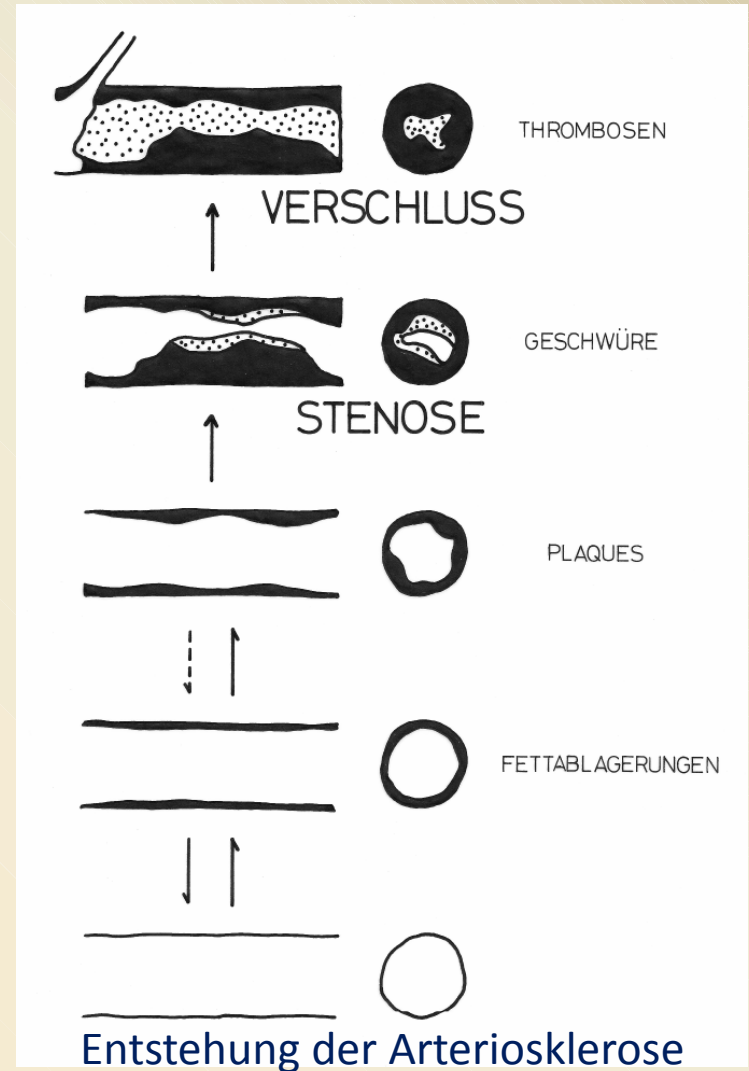 THROMBOSEN
VERSCHLUSS
GESCHWÜRE
STENOSE
PLAQUES
FETTABLAGERUNGEN
Entstehung der Arteriosklerose